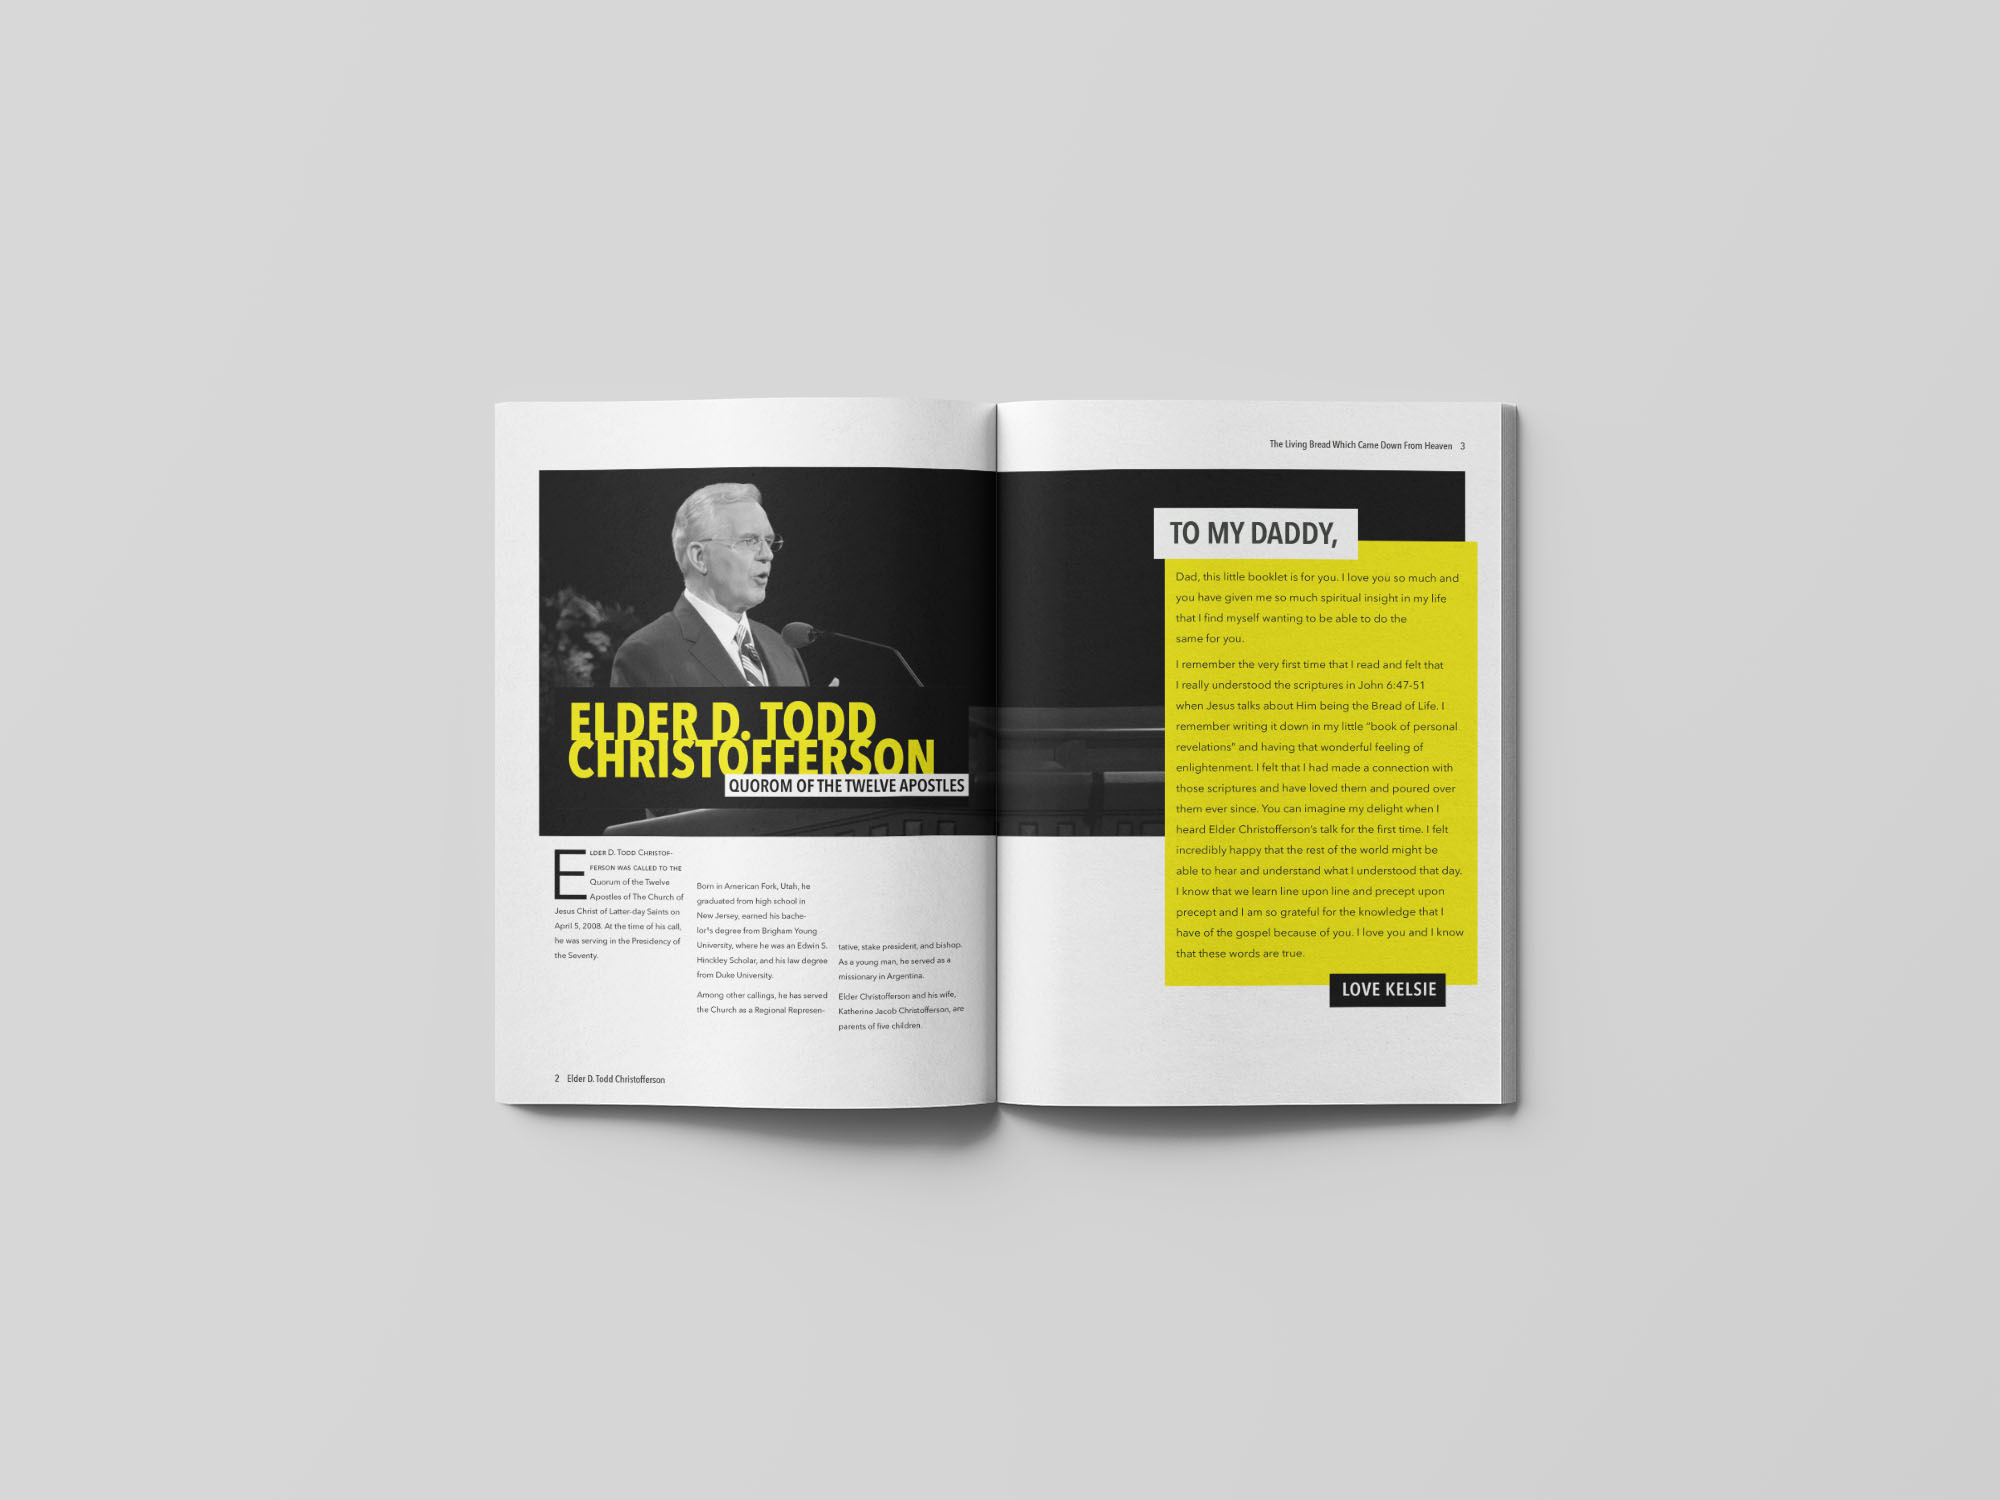 ELDER D. TODD
CHRISTOFFERSON
QUOROM OF THE TWELVE APOSTLES
ELDER D. TODD CHRISTOF-
FERSON WAS CALLED TO THE
Quorum of the Twelve
Apostles of The Church of
Jesus Christ of Latter-day Saints on
April 5, 2008. At the time of his call,
he was serving in the Presidency of
the Seventy.
Born in American Fork, Utah, he
graduated from high school in
New Jersey, earned his bache-
lor's degree from Brigham Young
University, where he was an Edwin S.
Hinckley Scholar, and his law degree
from Duke University.
Among other callings, he has served
the Church as a Regional Represen-
tative, stake president, and bishop.
As a young man, he served as a
missionary in Argentina.
Elder Christofferson and his wife,
Katherine Jacob Christofferson, are
parents of five children.
2 Elder D. Todd Christofferson
The Living Bread Which Came Down From Heaven 3
TO MY DADDY,
Dad, this little booklet is for you. I love you so much and
you have given me so much spiritual insight in my life
that I find myself wanting to be able to do the
same for you.
I remember the very first time that I read and felt that
I really understood the scriptures in John 6:47-51
when Jesus talks about Him being the Bread of Life. I
remember writing it down in my little "book of personal
revelations" and having that wonderful feeling of
enlightenment. I felt that I had made a connection with
those scriptures and have loved them and poured over
them ever since. You can imagine my delight when I
heard Elder Christofferson's talk for the first time. I felt
incredibly happy that the rest of the world might be
able to hear and understand what I understood that day.
I know that we learn line upon line and precept upon
precept and I am so grateful for the knowledge that I
have of the gospel because of you. I love you and I know
that these words are true.
LOVE KELSIE